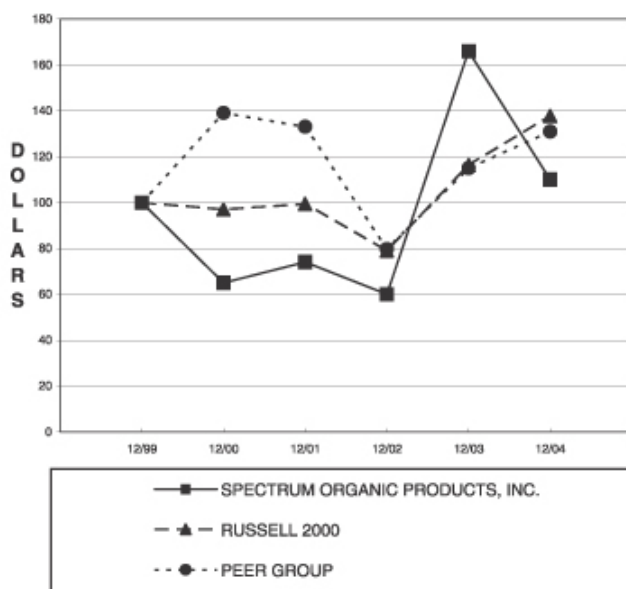 180
160
140
120
100
80
60
40
20
0
DOLLARS
12/99 12/00 12/01 12/02 12/03 12/04
SPECTRUM ORGANIC PRODUCTS, INC.
RUSSELL 2000
PEER GROUP